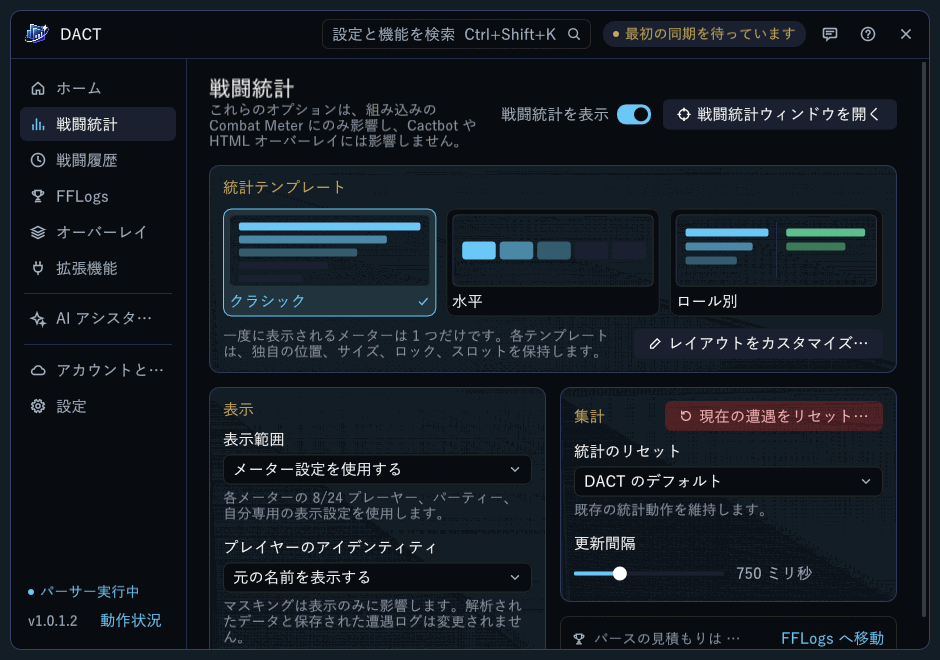 DACT
設定と機能を検索 Ctrl+Shift+K
最初の同期を待っています
ホーム
戦闘統計
戦闘履歴
FFLogs
オーバーレイ
拡張機能
AI アシスタ…
アカウントと…
設定
パーサー実行中
v1.0.1.2 動作状況
戦闘統計
これらのオプションは、組み込みの
Combat Meter にのみ影響し、Cactbot や
HTML オーバーレイには影響しません。
戦闘統計を表示
戦闘統計ウィンドウを開く
統計テンプレート
クラシック
水平
ロール別
一度に表示されるメーターは 1 つだけです。各テンプレート
は、独自の位置、サイズ、ロック、スロットを保持します。
レイアウトをカスタマイズ…
表示
表示範囲
メーター設定を使用する
各メーターの 8/24 プレーヤー、パーティー、
自分専用の表示設定を使用します。
プレイヤーのアイデンティティ
元の名前を表示する
マスキングは表示のみに影響します。解析され
たデータと保存された遭遇ログは変更されませ
ん。
集計
現在の遭遇をリセット…
統計のリセット
DACT のデフォルト
既存の統計動作を維持します。
更新間隔
750 ミリ秒
パースの見積もりは …
FFLogs へ移動